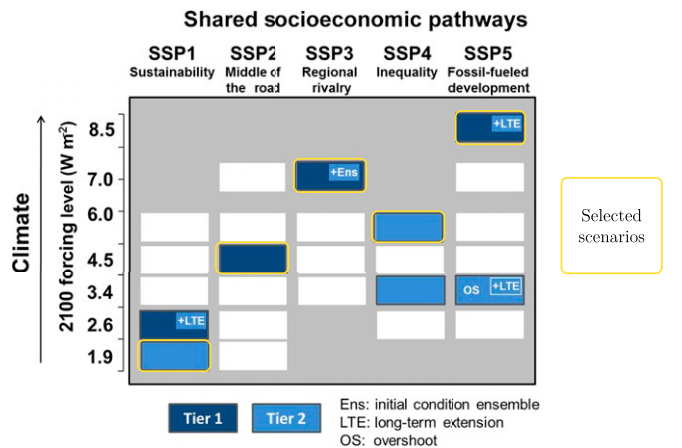 Shared socioeconomic pathways
SSP1 SSP2 SSP3 SSP4 SSP5
Sustainability Middle of Regional Inequality Fossil-fueled
the road rivalry development
8.5 +LTE
7.0 +Ens
6.0
4.5
3.4 OS +LTE
2.6 +LTE
1.9
Climate
2100 forcing level (W m²)
Selected
scenarios
Tier 1 Tier 2
Ens: initial condition ensemble
LTE: long-term extension
OS: overshoot